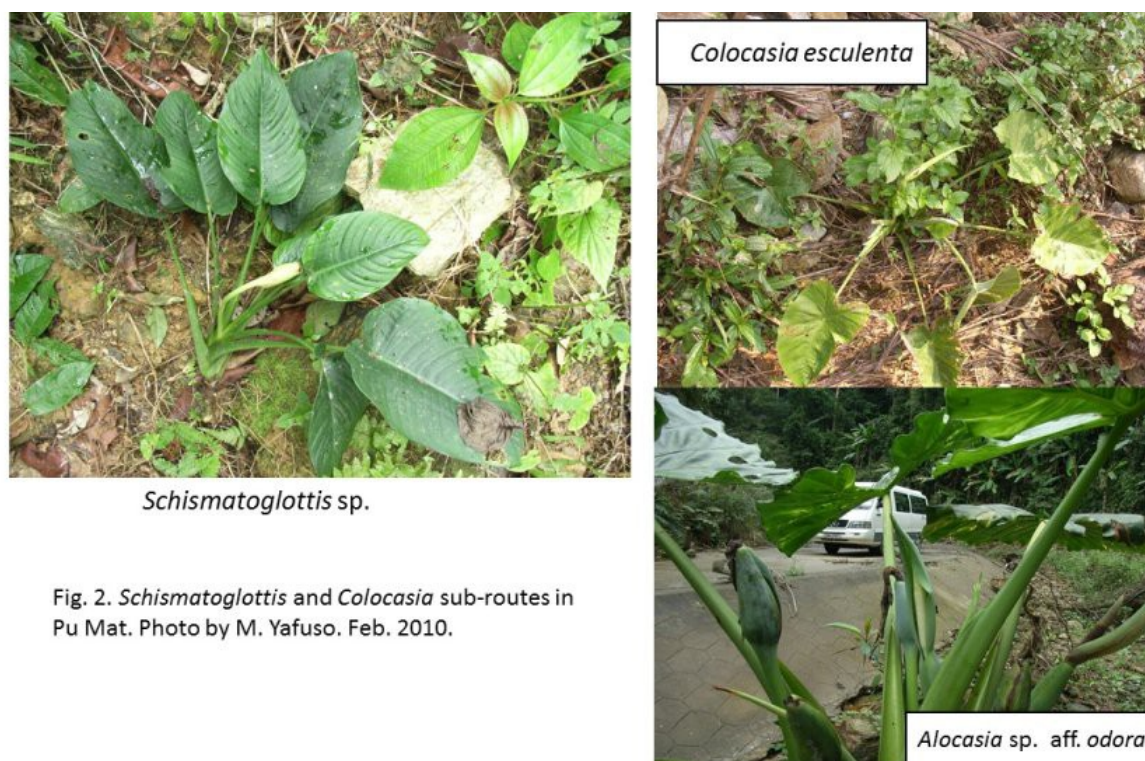 Colocasia esculenta
Schismatoglottis sp.
Fig. 2. Schismatoglottis and Colocasia sub-routes in
Pu Mat. Photo by M. Yafuso. Feb. 2010.
Alocasia sp. aff. odora